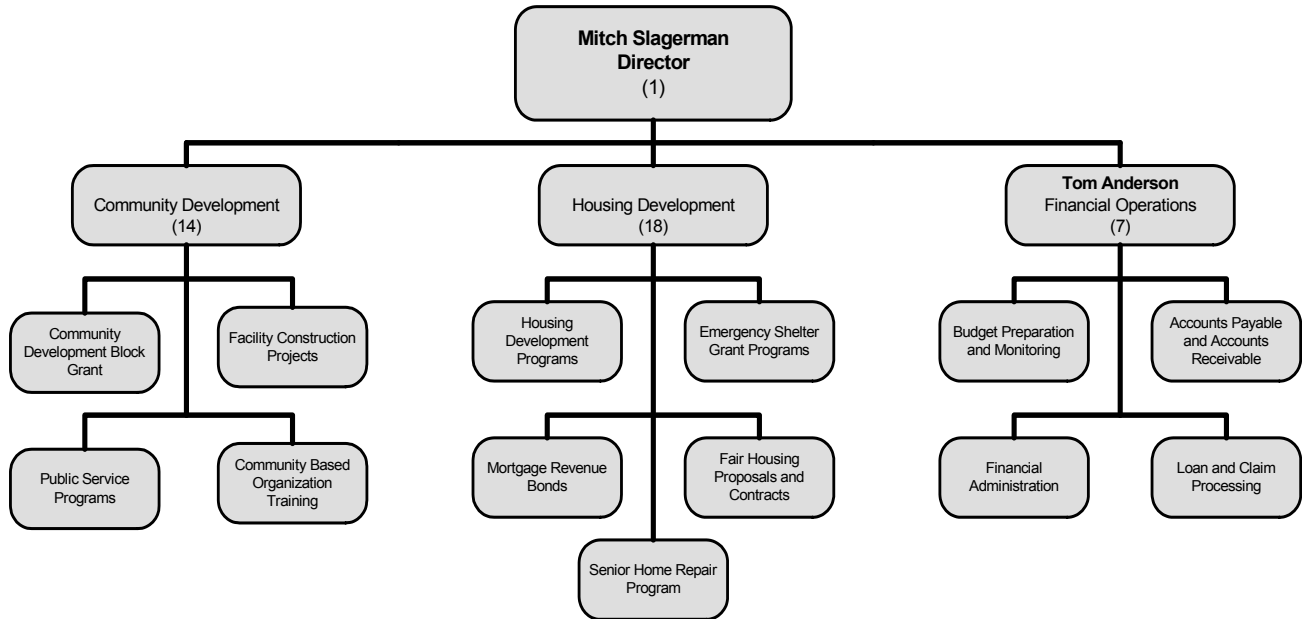 Mitch Slagerman
Director
(1)
Community Development
(14)
Housing Development
(18)
Tom Anderson
Financial Operations
(7)
Community
Development Block
Grant
Facility Construction
Projects
Housing
Development
Programs
Emergency Shelter
Grant Programs
Budget Preparation
and Monitoring
Accounts Payable
and Accounts
Receivable
Public Service
Programs
Community Based
Organization
Training
Mortgage Revenue
Bonds
Fair Housing
Proposals and
Contracts
Financial
Administration
Loan and Claim
Processing
Senior Home Repair
Program